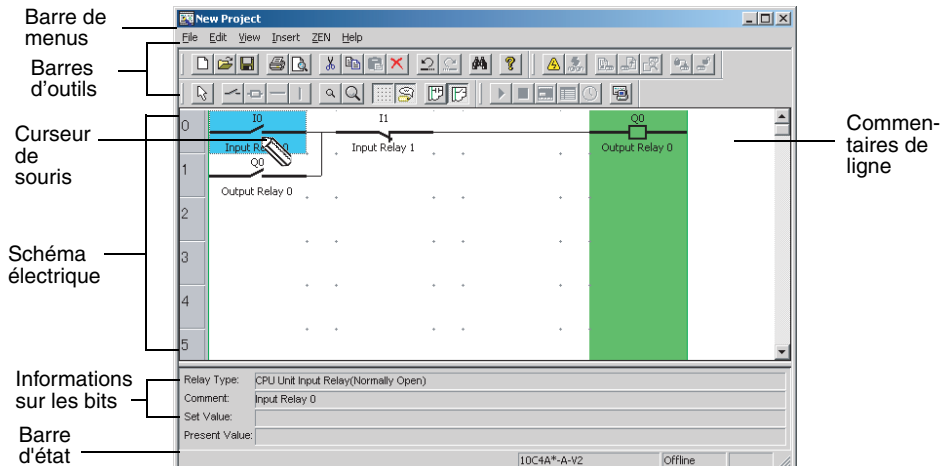 Barre de
menus
Barres
d'outils
Curseur
de
souris
Schéma
électrique
Informations
sur les bits
Barre
d'état
New Project
File Edit View Insert ZEN Help
0 I0 I1 Q0
Input Relay 1 Output Relay 0
1 Q0
Output Relay 0
2
3
4
5
Relay Type: CPU Unit Input Relay(Normally Open)
Comment: Input Relay 0
Set Value:
Present Value:
10C4A*-A-V2 Offline
Commen-
taires de
ligne